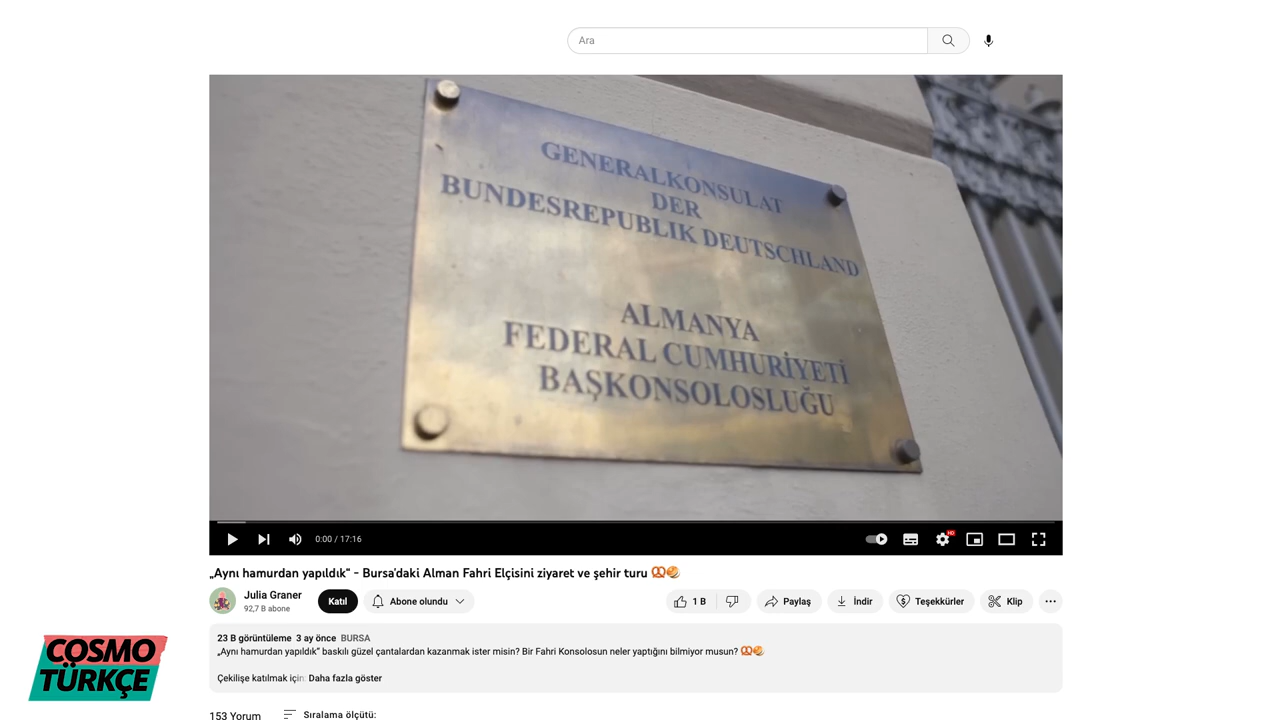 Ara
GENERALKONSULAT
DER
BUNDESREPUBLIK DEUTSCHLAND
ALMANYA
FEDERAL CUMHURİYETİ
BAŞKONSOLOSLUĞU
0:00 / 17:16
HD
„Aynı hamurdan yapıldık“ - Bursa'daki Alman Fahri Elçisini ziyaret ve şehir turu 🥨🥙
Julia Graner
92,7 B abone
Katıl
Abone olundu
1 B
Paylaş
İndir
Teşekkürler
Klip
23 B görüntüleme 3 ay önce BURSA
„Aynı hamurdan yapıldık“ baskılı güzel çantalardan kazanmak ister misin? Bir Fahri Konsolosun neler yaptığını bilmiyor musun? 🥨🥙
Çekilişe katılmak için: Daha fazla göster
COSMO
TÜRKÇE
153 Yorum
Sıralama ölçütü: